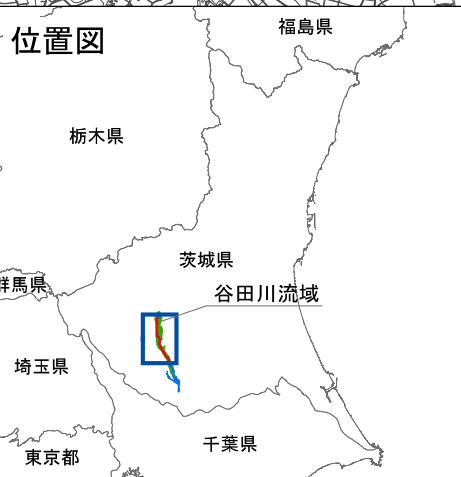 福島県
位置図
栃木県
茨城県
群馬県
谷田川流域
埼玉県
千葉県
東京都